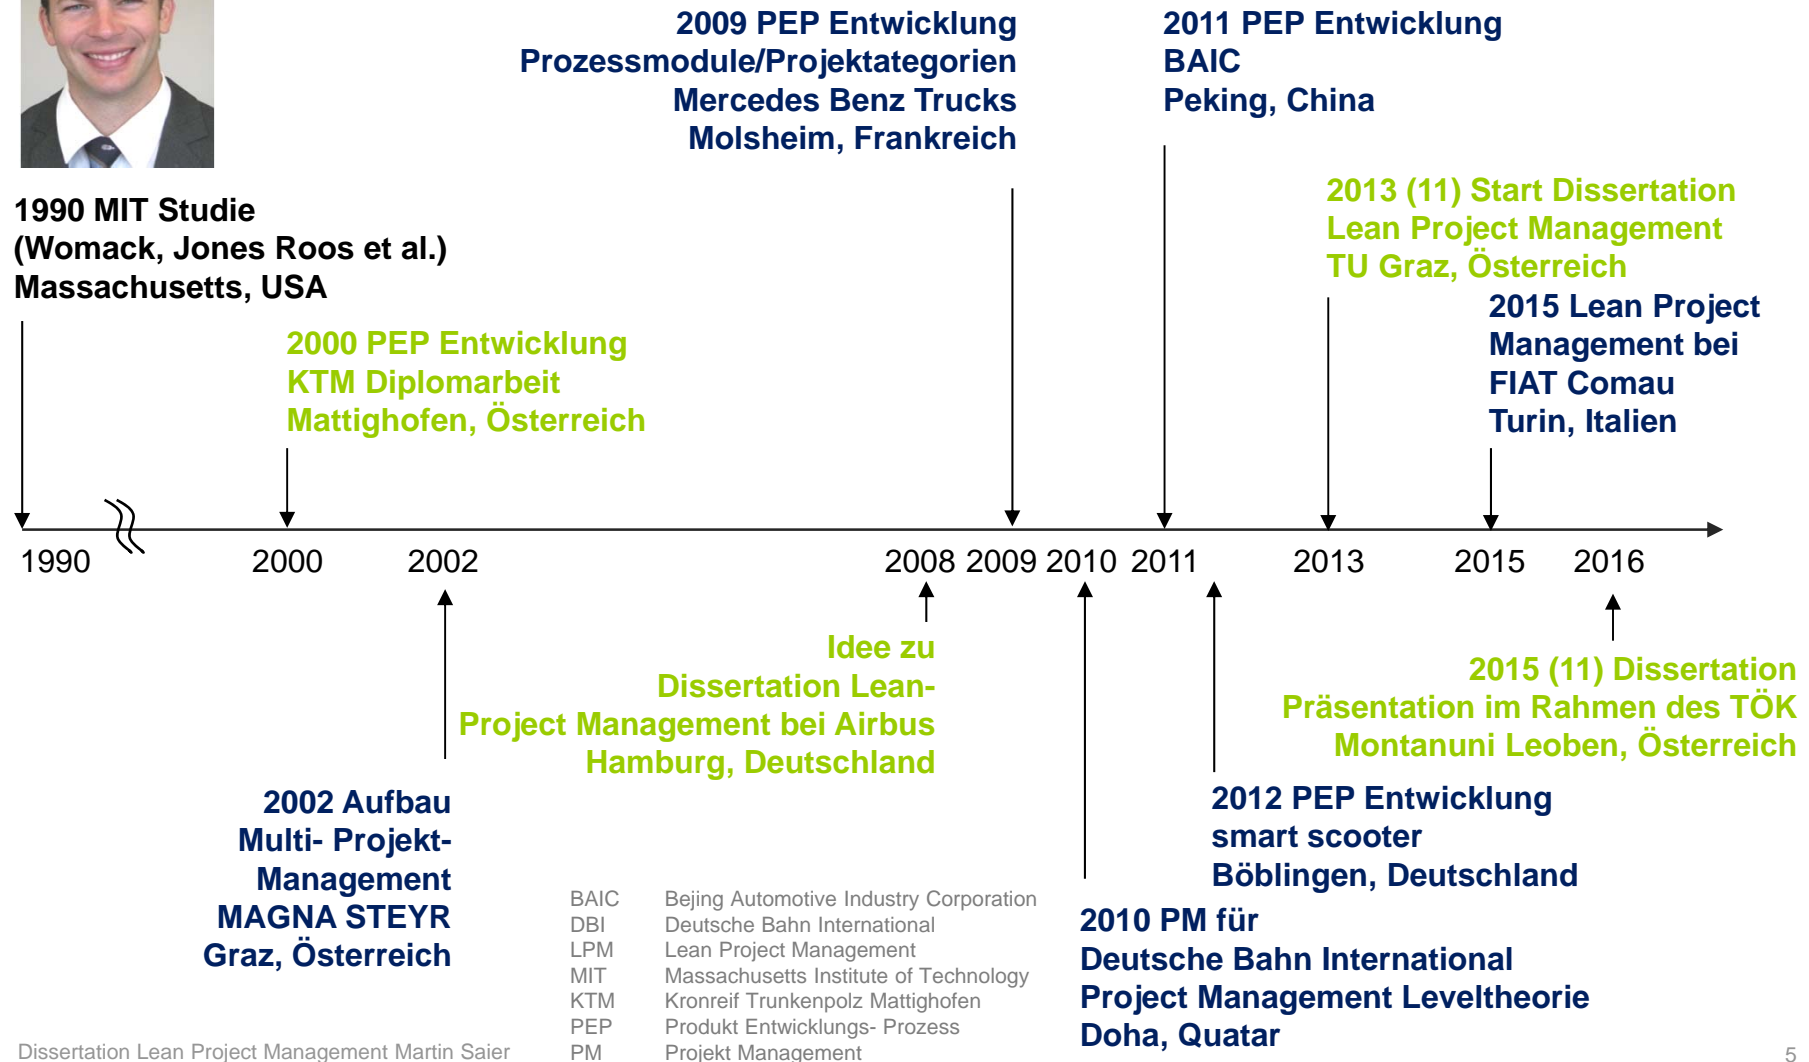 2009 PEP Entwicklung
Prozessmodule/Projektategorien
Mercedes Benz Trucks
Molsheim, Frankreich
2011 PEP Entwicklung
BAIC
Peking, China
1990 MIT Studie
(Womack, Jones Roos et al.)
Massachusetts, USA
2013 (11) Start Dissertation
Lean Project Management
TU Graz, Österreich
2015 Lean Project
Management bei
FIAT Comau
Turin, Italien
2000 PEP Entwicklung
KTM Diplomarbeit
Mattighofen, Österreich
1990 2000 2002 2008 2009 2010 2011 2013 2015 2016
Idee zu
Dissertation Lean-
Project Management bei Airbus
Hamburg, Deutschland
2015 (11) Dissertation
Präsentation im Rahmen des TÖK
Montanuni Leoben, Österreich
2002 Aufbau
Multi- Projekt-
Management
MAGNA STEYR
Graz, Österreich
2012 PEP Entwicklung
smart scooter
Böblingen, Deutschland
2010 PM für
Deutsche Bahn International
Project Management Leveltheorie
Doha, Quatar
BAIC Bejing Automotive Industry Corporation
DBI Deutsche Bahn International
LPM Lean Project Management
MIT Massachusetts Institute of Technology
KTM Kronreif Trunkenpolz Mattighofen
PEP Produkt Entwicklungs- Prozess
PM Projekt Management
Dissertation Lean Project Management Martin Saier
5